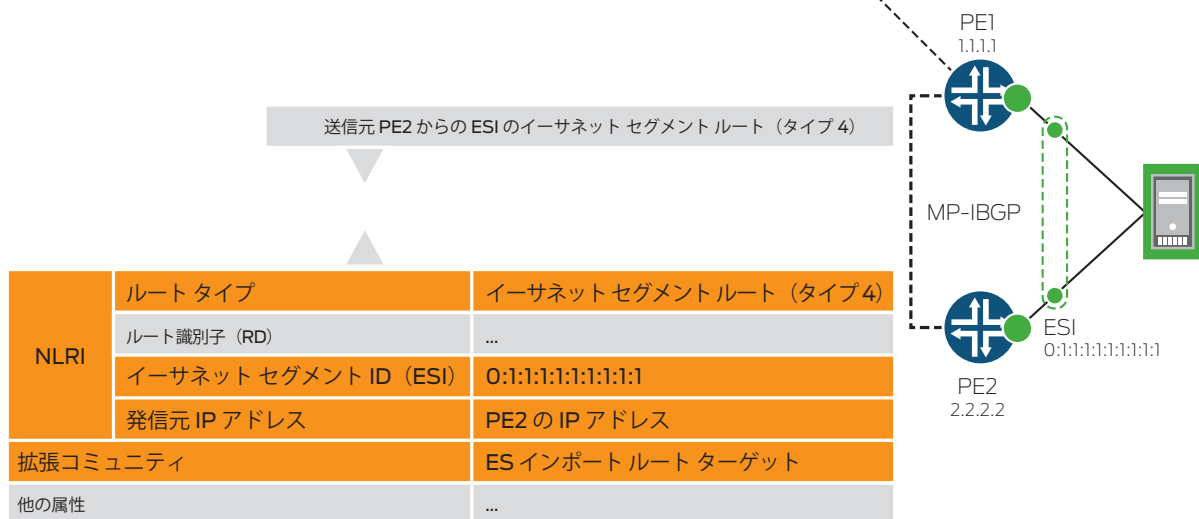 PE1
1.1.1.1
送信元 PE2 からの ESI のイーサネット セグメント ルート（タイプ 4）
MP-IBGP
NLRI
ルート タイプ
イーサネット セグメント ルート（タイプ 4）
ルート識別子（RD）
...
イーサネット セグメント ID（ESI）
0:1:1:1:1:1:1:1:1:1
発信元 IP アドレス
PE2 の IP アドレス
拡張コミュニティ
ES インポート ルート ターゲット
他の属性
...
ESI
0:1:1:1:1:1:1:1:1:1
PE2
2.2.2.2